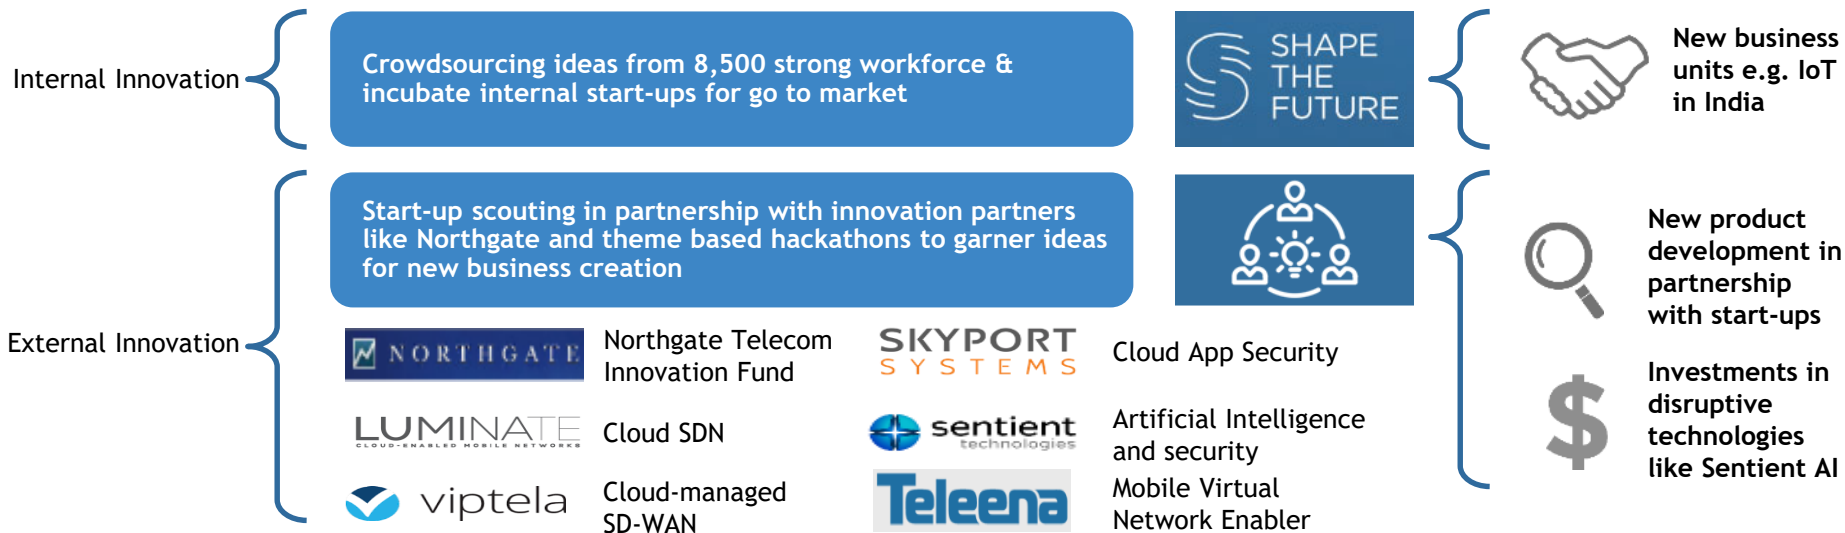 Internal Innovation
Crowdsourcing ideas from 8,500 strong workforce &
incubate internal start-ups for go to market
SHAPE
THE
FUTURE
New business
units e.g. IoT
in India
External Innovation
Start-up scouting in partnership with innovation partners
like Northgate and theme based hackathons to garner ideas
for new business creation
New product
development in
partnership
with start-ups
Investments in
disruptive
technologies
like Sentient AI
NORTHGATE
Northgate Telecom
Innovation Fund
SKYPORT
SYSTEMS
Cloud App Security
LUMINATE
CLOUD-ENABLED MOBILE NETWORKS
Cloud SDN
sentient
technologies
Artificial Intelligence
and security
viptela
Cloud-managed
SD-WAN
Teleena
Mobile Virtual
Network Enabler